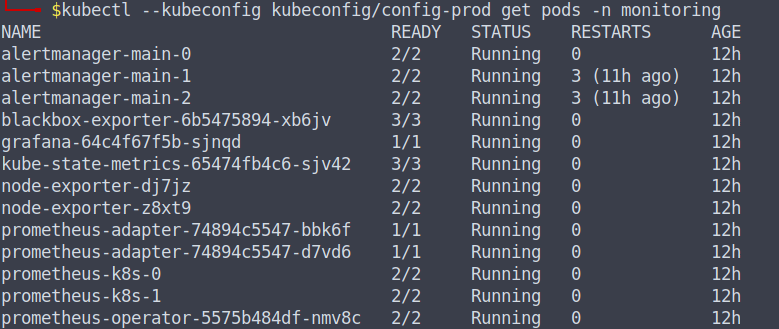 $kubectl --kubeconfig kubeconfig/config-prod get pods -n monitoring
NAME READY STATUS RESTARTS AGE
alertmanager-main-0 2/2 Running 0 12h
alertmanager-main-1 2/2 Running 3 (11h ago) 12h
alertmanager-main-2 2/2 Running 3 (11h ago) 12h
blackbox-exporter-6b5475894-xb6jv 3/3 Running 0 12h
grafana-64c4f67f5b-sjnqd 1/1 Running 0 12h
kube-state-metrics-65474fb4c6-sjv42 3/3 Running 0 12h
node-exporter-dj7jz 2/2 Running 0 12h
node-exporter-z8xt9 2/2 Running 0 12h
prometheus-adapter-74894c5547-bbk6f 1/1 Running 0 12h
prometheus-adapter-74894c5547-d7vd6 1/1 Running 0 12h
prometheus-k8s-0 2/2 Running 0 12h
prometheus-k8s-1 2/2 Running 0 12h
prometheus-operator-5575b484df-nmv8c 2/2 Running 0 12h